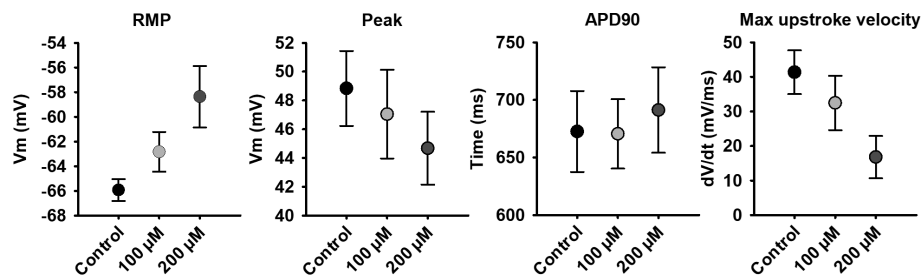 RMP
Vm (mV)
-54
-56
-58
-60
-62
-64
-66
-68
Control
100 µM
200 µM
Peak
Vm (mV)
52
50
48
46
44
42
40
Control
100 µM
200 µM
APD90
Time (ms)
750
700
650
600
Control
100 µM
200 µM
Max upstroke velocity
dV/dt (mV/ms)
50
40
30
20
10
0
Control
100 µM
200 µM